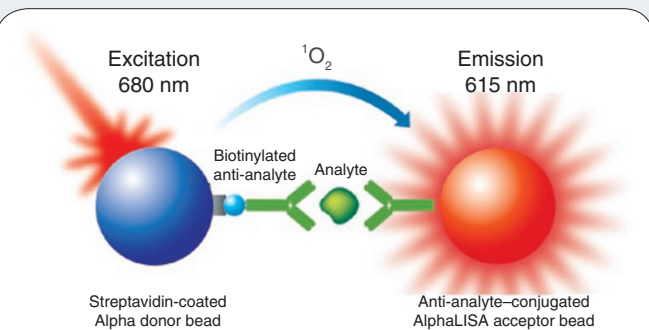 Excitation
680 nm
¹O₂
Emission
615 nm
Biotinylated
anti-analyte
Analyte
Streptavidin-coated
Alpha donor bead
Anti-analyte–conjugated
AlphaLISA acceptor bead